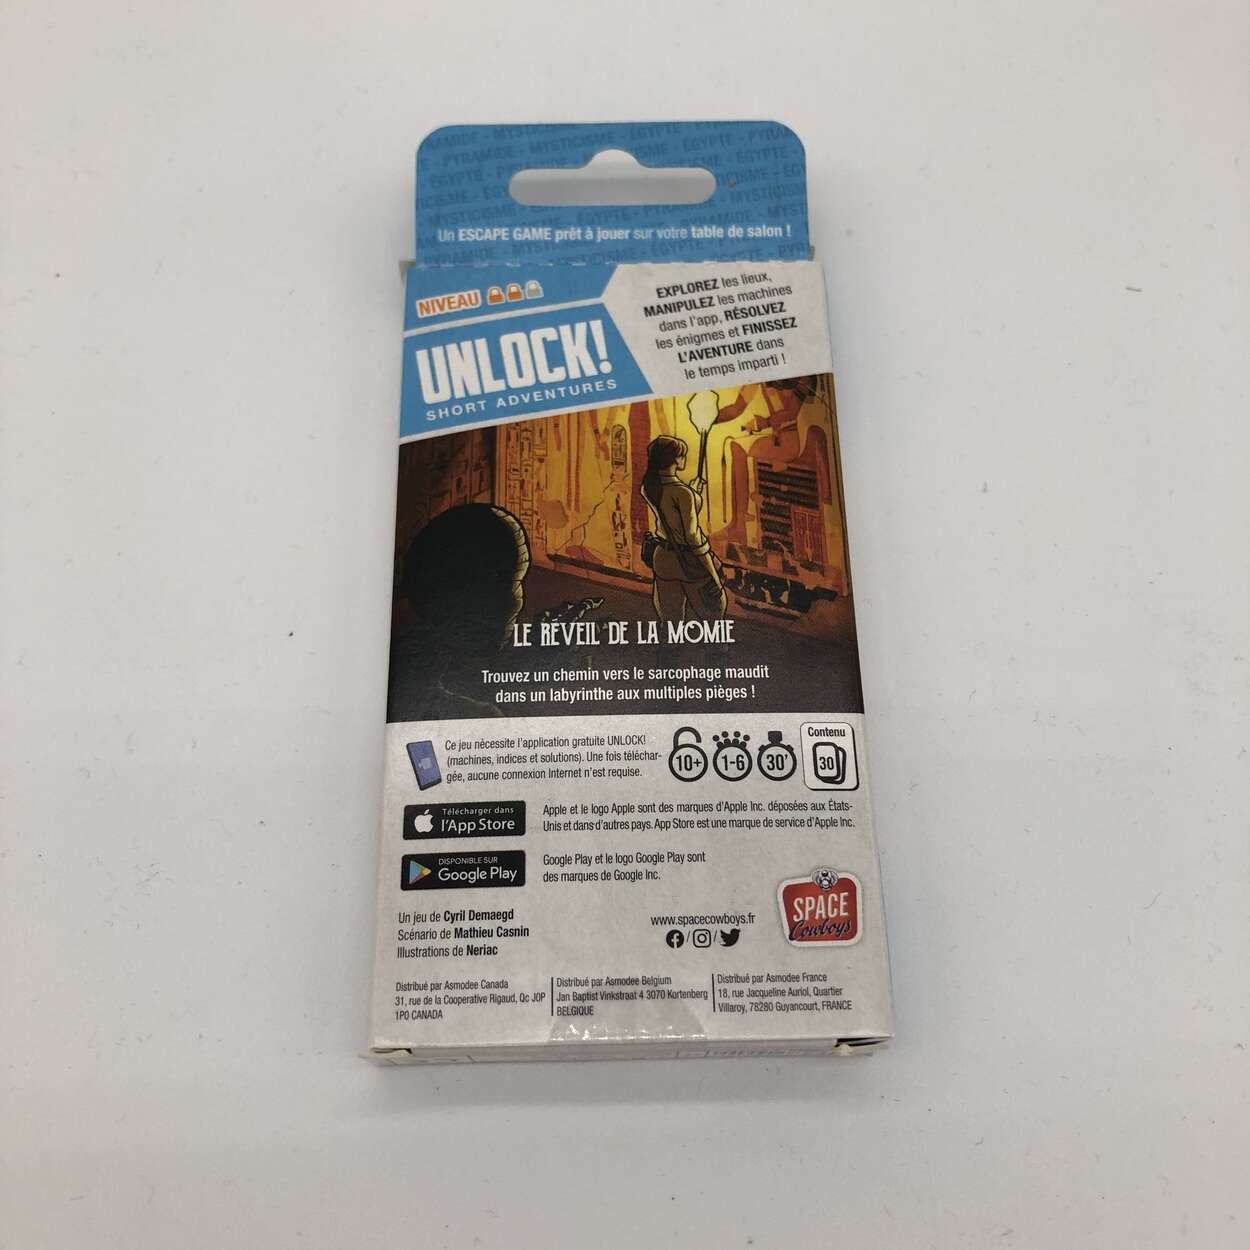 Un ESCAPE GAME prêt à jouer sur votre table de salon !
NIVEAU
UNLOCK!
SHORT ADVENTURES
EXPLOREZ les lieux,
MANIPULEZ les machines
dans l'app, RÉSOLVEZ
les énigmes et FINISSEZ
L'AVENTURE dans
le temps imparti !
LE RÉVEIL DE LA MOMIE
Trouvez un chemin vers le sarcophage maudit
dans un labyrinthe aux multiples pièges !
Ce jeu nécessite l'application gratuite UNLOCK!
(machines, indices et solutions). Une fois téléchar-
gée, aucune connexion Internet n'est requise.
10+
1-6
30'
Contenu
30
Télécharger dans
l'App Store
Apple et le logo Apple sont des marques d'Apple Inc. déposées aux États-
Unis et dans d'autres pays. App Store est une marque de service d'Apple Inc.
DISPONIBLE SUR
Google Play
Google Play et le logo Google Play sont
des marques de Google Inc.
Un jeu de Cyril Demaegd
Scénario de Mathieu Casnin
Illustrations de Neriac
www.spacecowboys.fr
SPACE
Cowboys
Distribué par Asmodee Canada
31, rue de la Cooperative Rigaud, Qc J0P
1P0 CANADA
Distribué par Asmodee Belgium
Jan Baptist Vinkstraat 4 3070 Kortenberg
BELGIQUE
Distribué par Asmodee France
18, rue Jacqueline Auriol, Quartier
Villaroy, 78280 Guyancourt, FRANCE